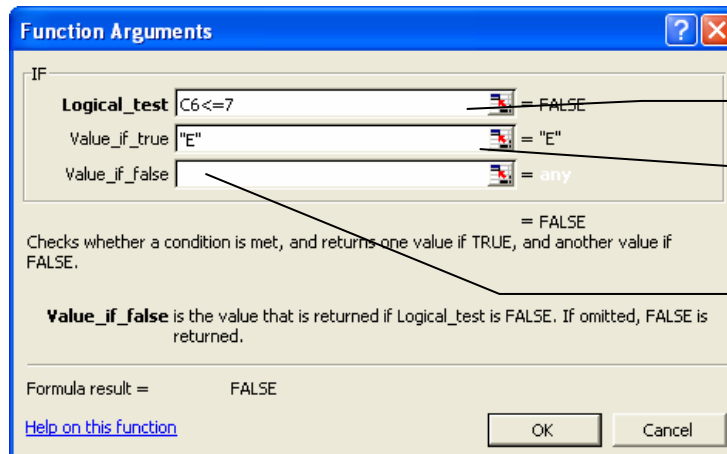 Function Arguments
IF
Logical_test C6<=7 = FALSE
Value_if_true "E" = "E"
Value_if_false = any
= FALSE
Checks whether a condition is met, and returns one value if TRUE, and another value if
FALSE.
Value_if_false is the value that is returned if Logical_test is FALSE. If omitted, FALSE is
returned.
Formula result = FALSE
Help on this function
OK Cancel